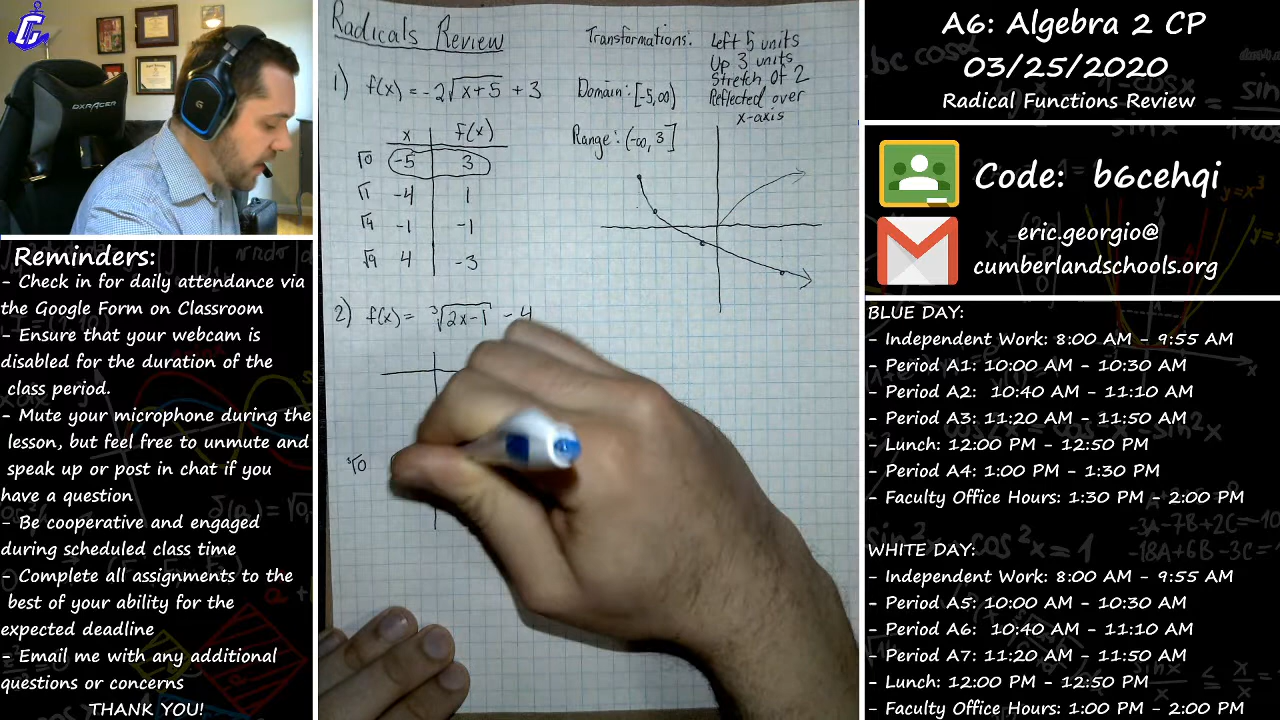 C
DXRACER
G
Reminders:
- Check in for daily attendance via
the Google Form on Classroom
- Ensure that your webcam is
disabled for the duration of the
class period.
- Mute your microphone during the
lesson, but feel free to unmute and
speak up or post in chat if you
have a question
- Be cooperative and engaged
during scheduled class time
- Complete all assignments to the
best of your ability for the
expected deadline
- Email me with any additional
questions or concerns
THANK YOU!
Radicals Review
1) f(x) = -2√(x+5) + 3
x f(x)
√0 -5 3
√1 -4 1
√4 -1 -1
√9 4 -3
Transformations: Left 5 units
Up 3 units
Stretch of 2
Reflected over
x-axis
Domain: [-5,∞)
Range: (-∞, 3]
2) f(x) = ³√(2x-1) - 4
³√0
A6: Algebra 2 CP
03/25/2020
Radical Functions Review
Code: b6cehqi
eric.georgio@
cumberlandschools.org
BLUE DAY:
- Independent Work: 8:00 AM - 9:55 AM
- Period A1: 10:00 AM - 10:30 AM
- Period A2: 10:40 AM - 11:10 AM
- Period A3: 11:20 AM - 11:50 AM
- Lunch: 12:00 PM - 12:50 PM
- Period A4: 1:00 PM - 1:30 PM
- Faculty Office Hours: 1:30 PM - 2:00 PM
WHITE DAY:
- Independent Work: 8:00 AM - 9:55 AM
- Period A5: 10:00 AM - 10:30 AM
- Period A6: 10:40 AM - 11:10 AM
- Period A7: 11:20 AM - 11:50 AM
- Lunch: 12:00 PM - 12:50 PM
- Faculty Office Hours: 1:00 PM - 2:00 PM